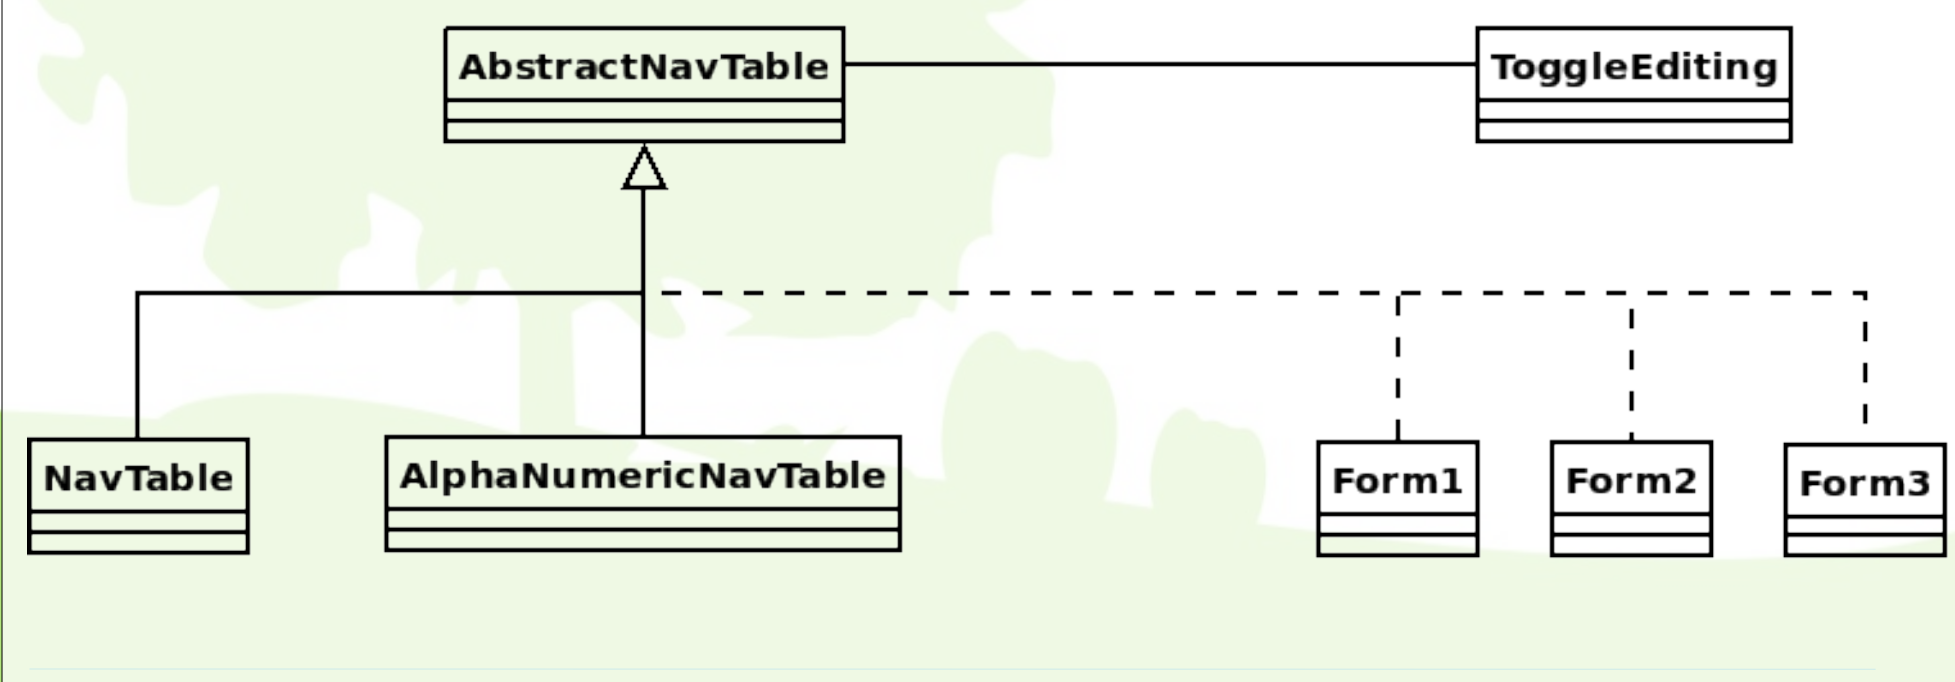 AbstractNavTable
ToggleEditing
NavTable
AlphaNumericNavTable
Form1
Form2
Form3